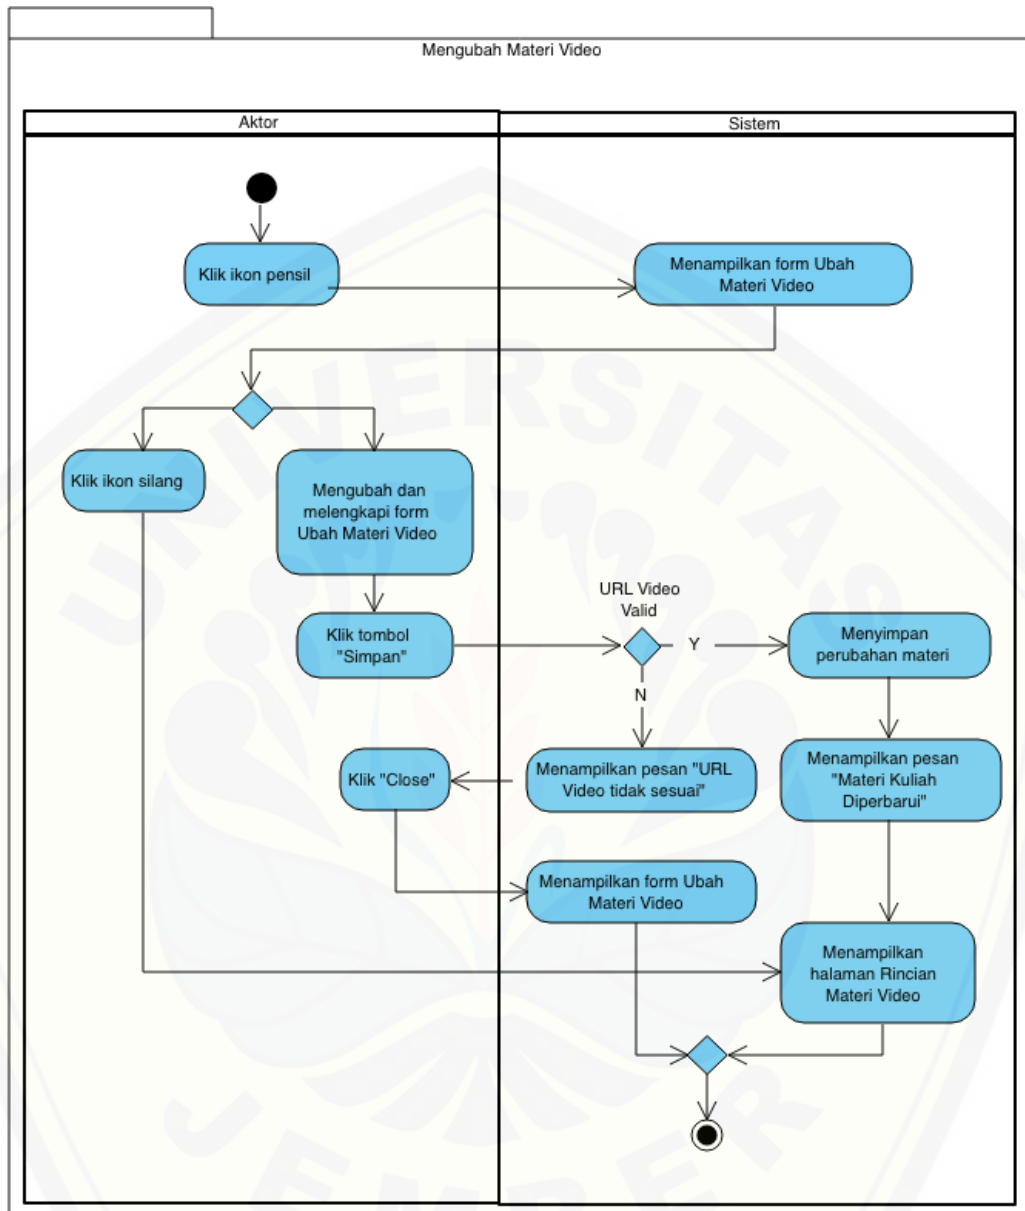 Mengubah Materi Video
Aktor
Sistem
Klik ikon pensil
Menampilkan form Ubah
Materi Video
Klik ikon silang
Mengubah dan
melengkapi form
Ubah Materi Video
Klik tombol
"Simpan"
URL Video
Valid
Y
N
Menyimpan
perubahan materi
Menampilkan pesan "URL
Video tidak sesuai"
Klik "Close"
Menampilkan pesan
"Materi Kuliah
Diperbarui"
Menampilkan form Ubah
Materi Video
Menampilkan
halaman Rincian
Materi Video
UNIVERSITAS
JEMBER